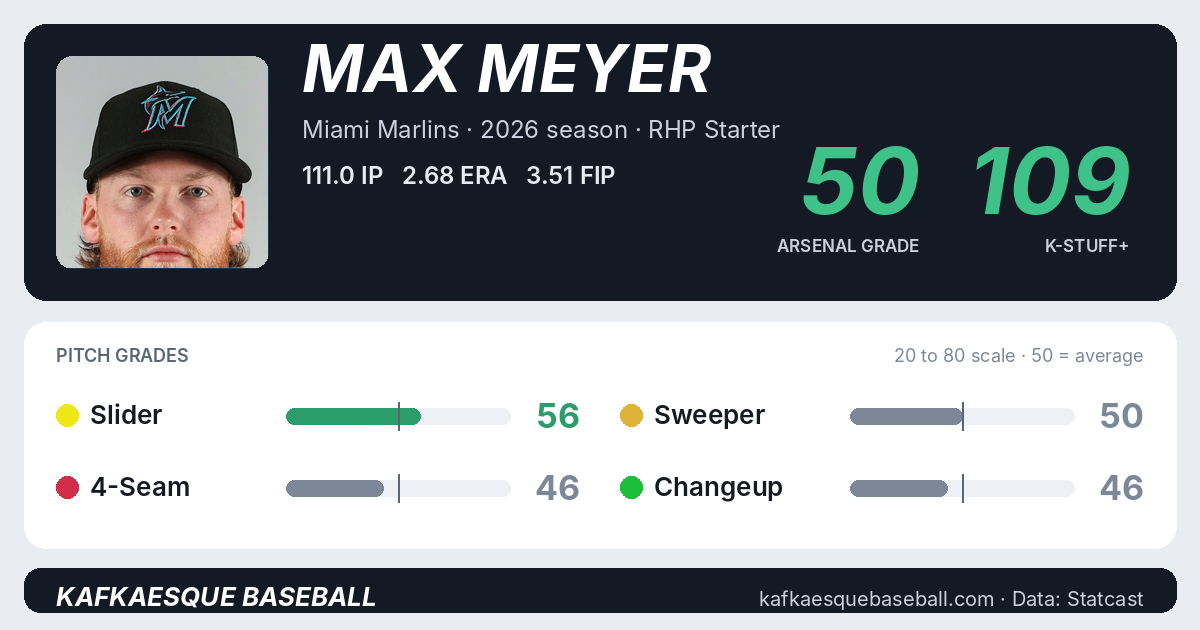 MAX MEYER
Miami Marlins · 2026 season · RHP Starter
111.0 IP 2.68 ERA 3.51 FIP
50 109
ARSENAL GRADE K-STUFF+
PITCH GRADES 20 to 80 scale · 50 = average
Slider 56 Sweeper 50
4-Seam 46 Changeup 46
KAFKAESQUE BASEBALL kafkaesquebaseball.com · Data: Statcast